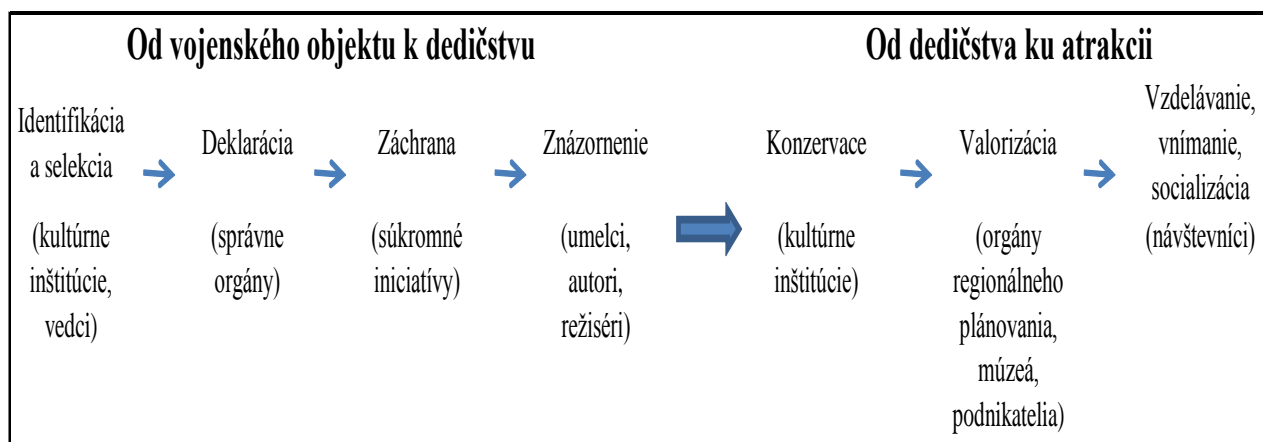 Od vojenského objektu k dedičstvu
Identifikácia
a selekcia
(kultúrne
inštitúcie,
vedci)
Deklarácia
(správne
orgány)
Záchrana
(súkromné
iniciatívy)
Znázornenie
(umelci,
autori,
režiséri)
Od dedičstva ku atrakcii
Konzervace
(kultúrne
inštitúcie)
Valorizácia
(orgány
regionálneho
plánovania,
múzeá,
podnikatelia)
Vzdelávanie,
vnímanie,
socializácia
(návštevníci)